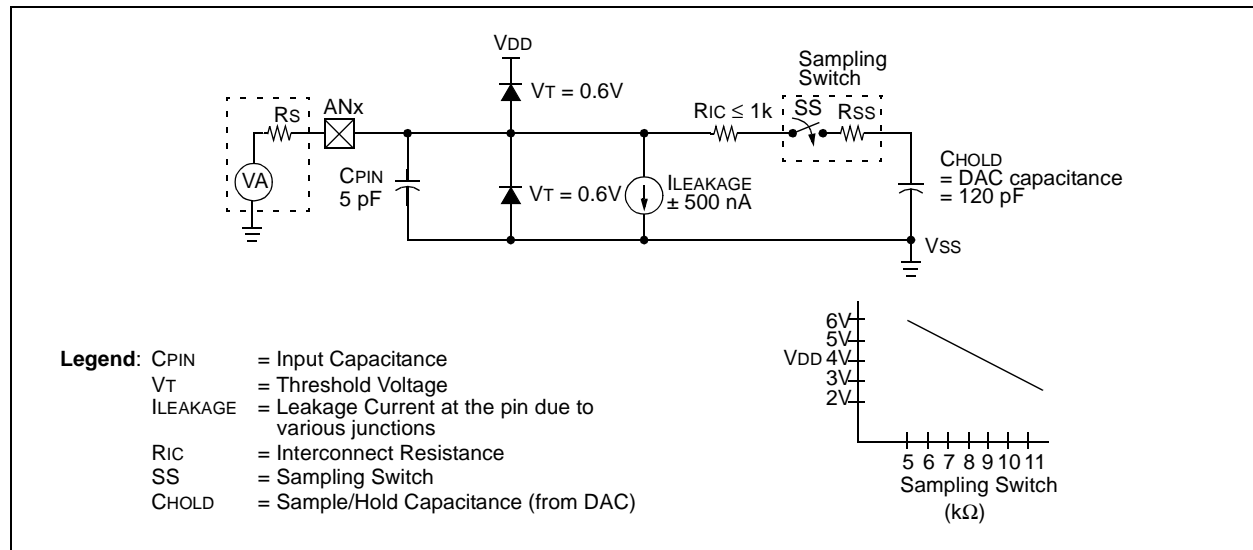 VDD
Sampling
Switch
VT = 0.6V
RIC ≤ 1k
SS
RSS
RS
ANx
VA
CPIN
5 pF
VT = 0.6V
ILEAKAGE
± 500 nA
CHOLD
= DAC capacitance
= 120 pF
VSS
Legend: CPIN = Input Capacitance
VT = Threshold Voltage
ILEAKAGE = Leakage Current at the pin due to
various junctions
RIC = Interconnect Resistance
SS = Sampling Switch
CHOLD = Sample/Hold Capacitance (from DAC)
6V
5V
VDD 4V
3V
2V
5 6 7 8 9 10 11
Sampling Switch
(kΩ)